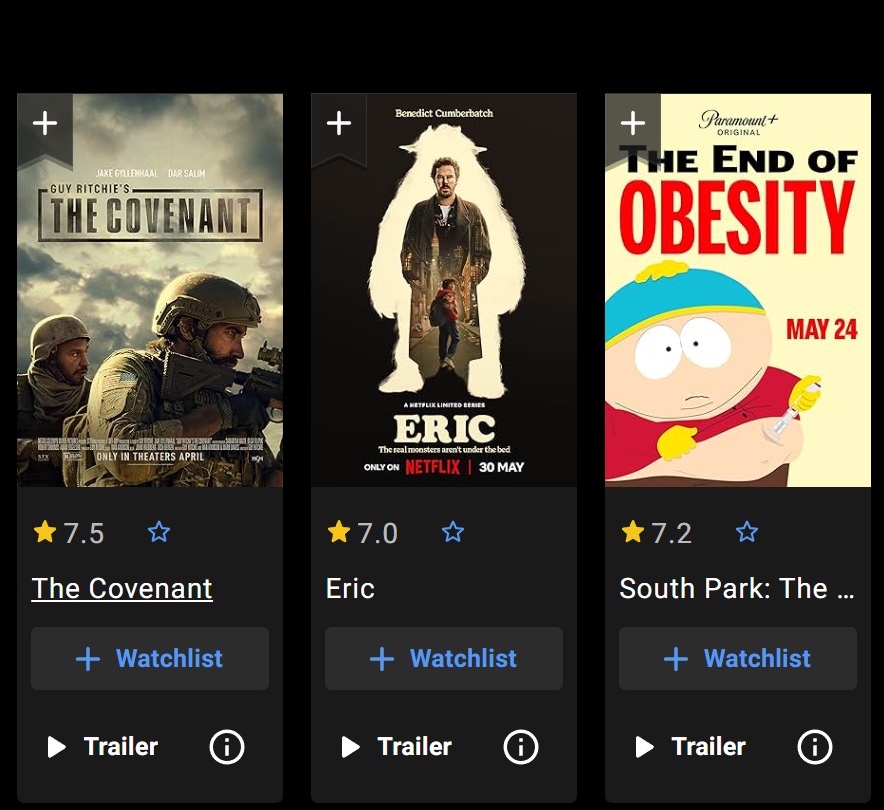 JAKE GYLLENHAAL DAR SALIM
GUY RITCHIE'S
THE COVENANT
ONLY IN THEATERS APRIL
7.5
The Covenant
+ Watchlist
Trailer
Benedict Cumberbatch
A NETFLIX LIMITED SERIES
ERIC
The real monsters aren't under the bed
ONLY ON NETFLIX | 30 MAY
7.0
Eric
+ Watchlist
Trailer
Paramount+
ORIGINAL
THE END OF
OBESITY
MAY 24
7.2
South Park: The ...
+ Watchlist
Trailer